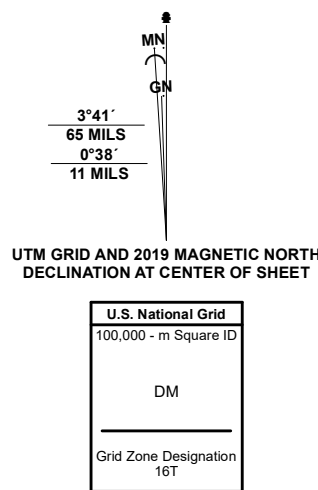 MN
GN
3°41´
65 MILS
0°38´
11 MILS
UTM GRID AND 2019 MAGNETIC NORTH
DECLINATION AT CENTER OF SHEET
U.S. National Grid
100,000 - m Square ID
DM
Grid Zone Designation
16T